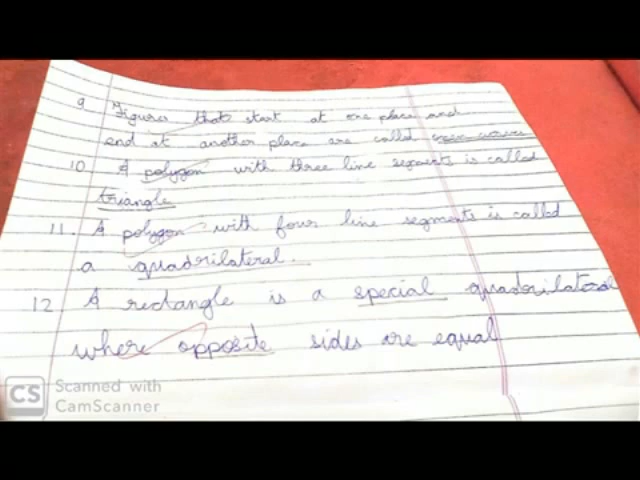 9 Figures that start at one place and
end at another place are called open curves
10 A polygon with three line segments is called
triangle
11. A polygon with four line segments is called
a quadrilateral.
12 A rectangle is a special quadrilateral
where opposite sides are equal
CS Scanned with
CamScanner